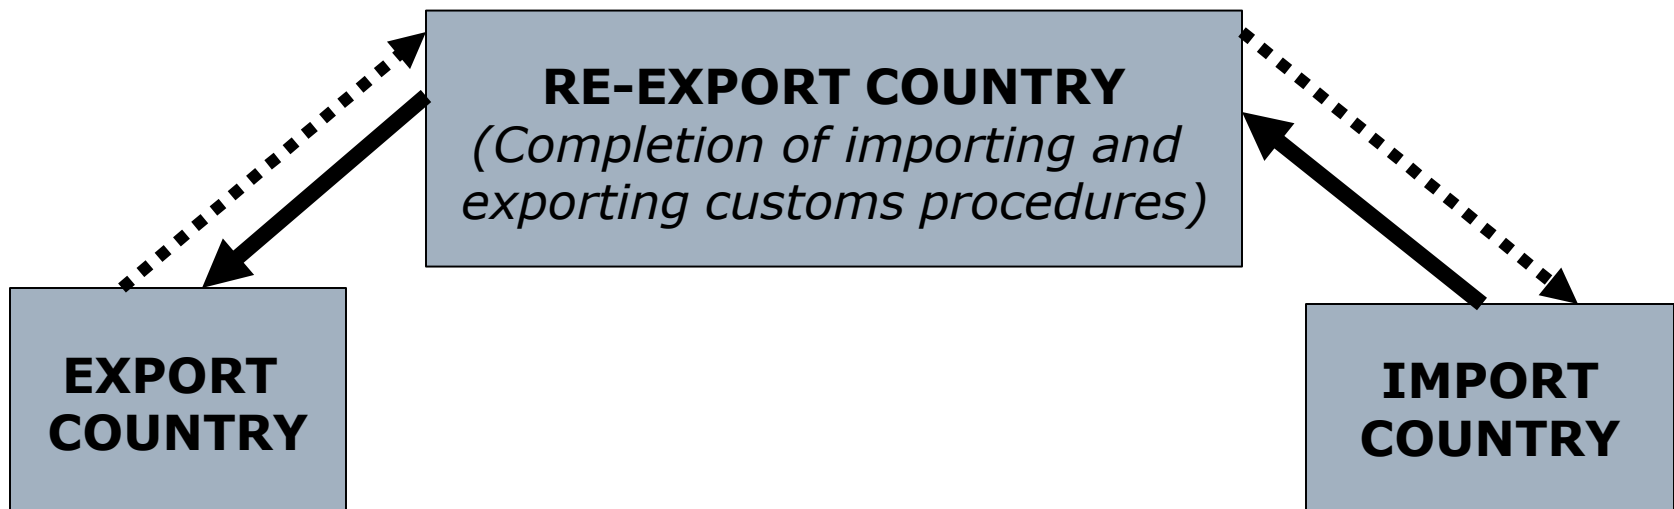 RE-EXPORT COUNTRY
(Completion of importing and
exporting customs procedures)
EXPORT
COUNTRY
IMPORT
COUNTRY